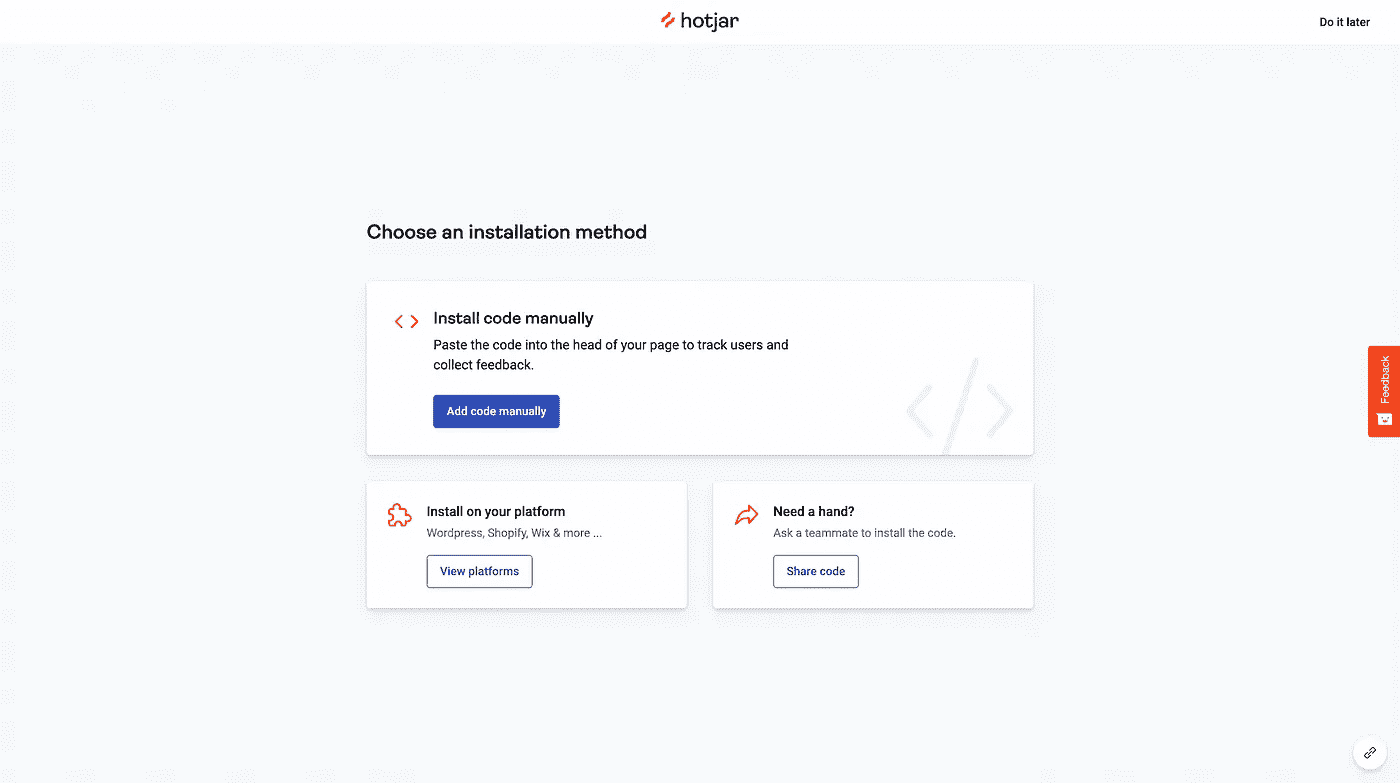 hotjar
Do it later
Choose an installation method
Install code manually
Paste the code into the head of your page to track users and
collect feedback.
Add code manually
Install on your platform
Wordpress, Shopify, Wix & more ...
View platforms
Need a hand?
Ask a teammate to install the code.
Share code
Feedback